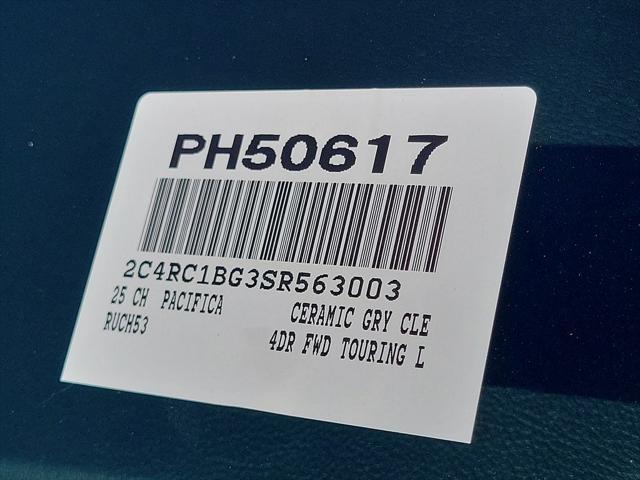 PH50617
2C4RC1BG3SR563003
25 CH PACIFICA CERAMIC GRY CLE
RUCH53 4DR FWD TOURING L